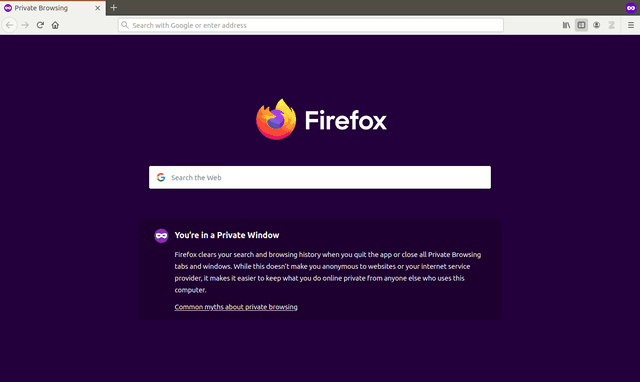 Private Browsing
Search with Google or enter address
Firefox
Search the Web
You're in a Private Window
Firefox clears your search and browsing history when you quit the app or close all Private Browsing
tabs and windows. While this doesn't make you anonymous to websites or your internet service
provider, it makes it easier to keep what you do online private from anyone else who uses this
computer.
Common myths about private browsing